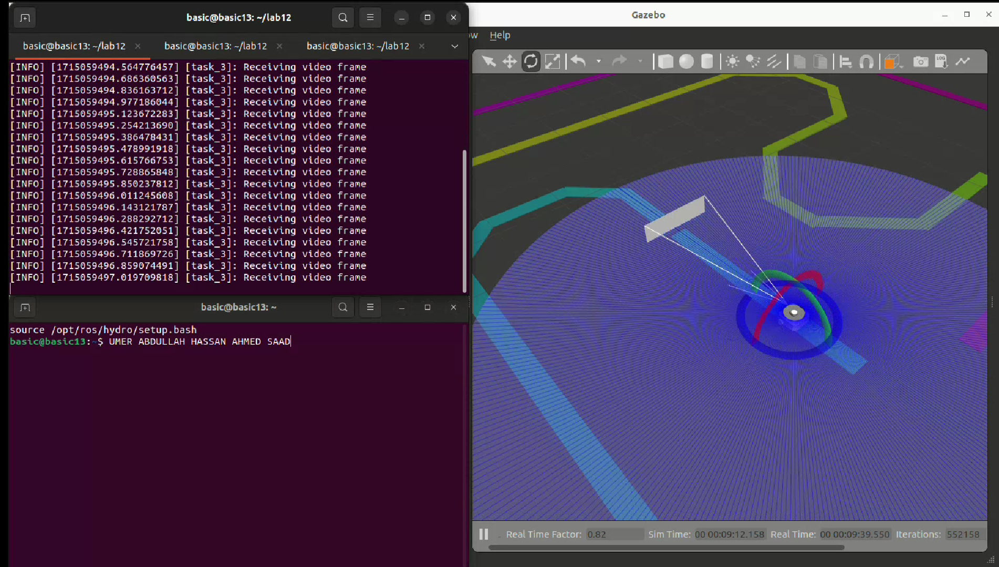 basic@basic13: ~/lab12
basic@basic13: ~/lab12
basic@basic13: ~/lab12
basic@basic13: ~/lab12
[INFO] [1715059494.564776457] [task_3]: Receiving video frame
[INFO] [1715059494.686360563] [task_3]: Receiving video frame
[INFO] [1715059494.836163712] [task_3]: Receiving video frame
[INFO] [1715059494.977186044] [task_3]: Receiving video frame
[INFO] [1715059495.123672283] [task_3]: Receiving video frame
[INFO] [1715059495.254213690] [task_3]: Receiving video frame
[INFO] [1715059495.386478431] [task_3]: Receiving video frame
[INFO] [1715059495.478991918] [task_3]: Receiving video frame
[INFO] [1715059495.615766753] [task_3]: Receiving video frame
[INFO] [1715059495.728865848] [task_3]: Receiving video frame
[INFO] [1715059495.850237812] [task_3]: Receiving video frame
[INFO] [1715059496.011245608] [task_3]: Receiving video frame
[INFO] [1715059496.143121787] [task_3]: Receiving video frame
[INFO] [1715059496.288292712] [task_3]: Receiving video frame
[INFO] [1715059496.421752051] [task_3]: Receiving video frame
[INFO] [1715059496.545721758] [task_3]: Receiving video frame
[INFO] [1715059496.711869726] [task_3]: Receiving video frame
[INFO] [1715059496.859074491] [task_3]: Receiving video frame
[INFO] [1715059497.019709818] [task_3]: Receiving video frame
basic@basic13: ~
source /opt/ros/hydro/setup.bash
basic@basic13:~$ UMER ABDULLAH HASSAN AHMED SAAD
Gazebo
ow Help
LOG
Real Time Factor: 0.82 Sim Time: 00 00:09:12.158 Real Time: 00 00:09:39.550 Iterations: 552158